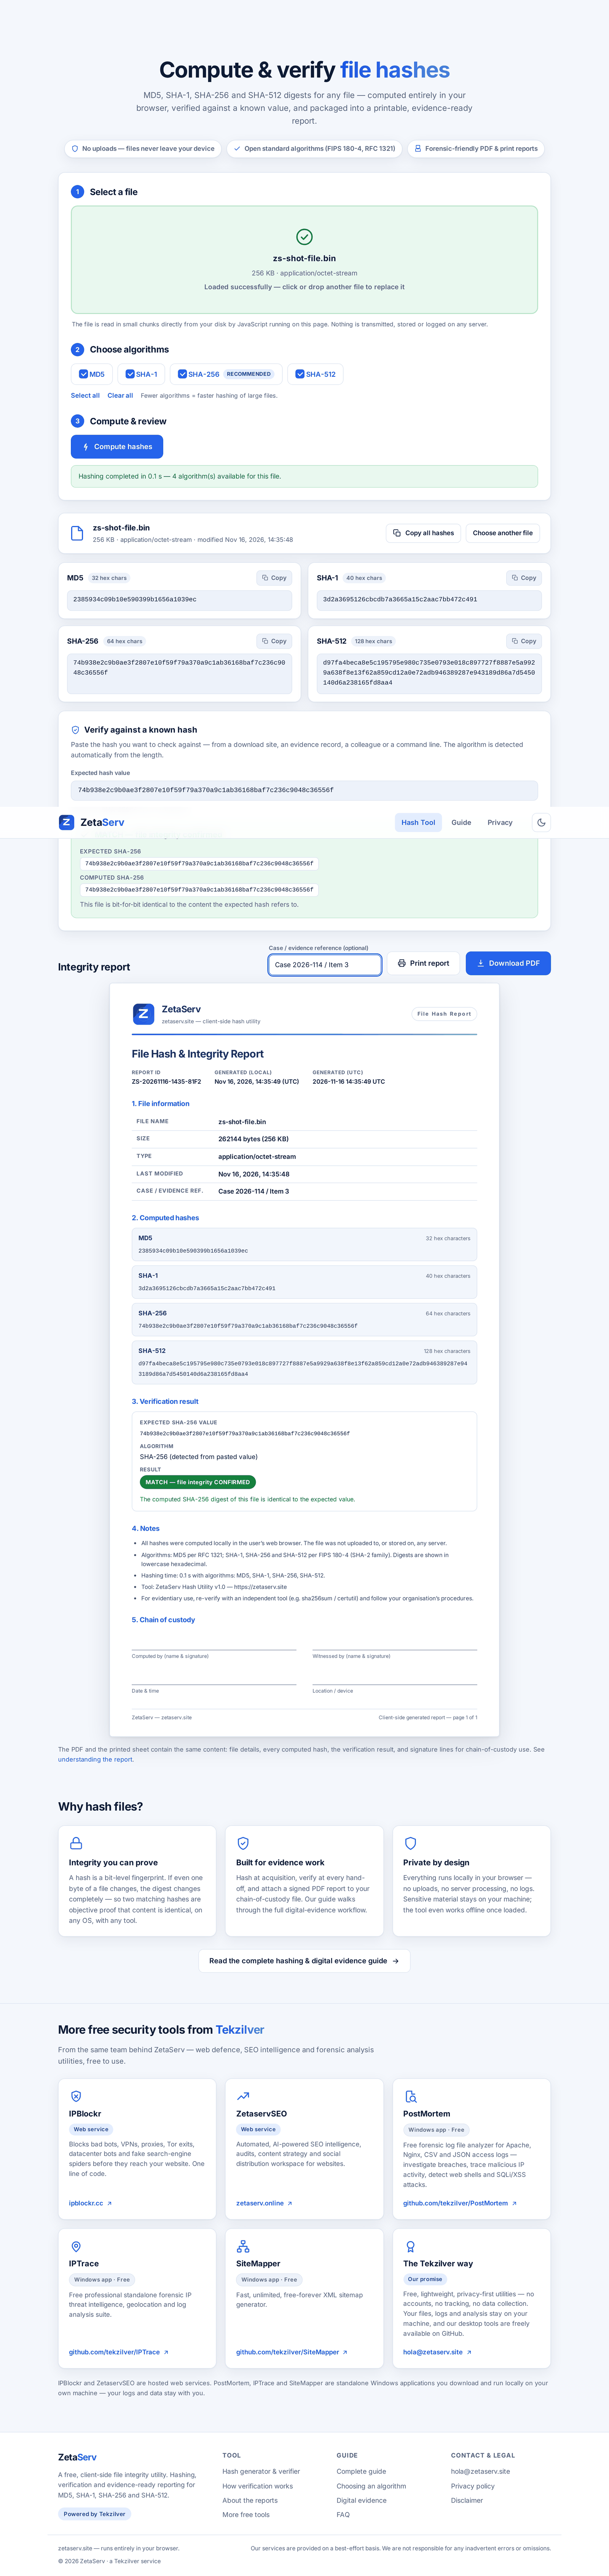 Compute & verify file hashes
MD5, SHA-1, SHA-256 and SHA-512 digests for any file — computed entirely in your
browser, verified against a known value, and packaged into a printable, evidence-ready
report.
No uploads — files never leave your device
Open standard algorithms (FIPS 180-4, RFC 1321)
Forensic-friendly PDF & print reports
1 Select a file
zs-shot-file.bin
256 KB · application/octet-stream
Loaded successfully — click or drop another file to replace it
The file is read in small chunks directly from your disk by JavaScript running on this page. Nothing is transmitted, stored or logged on any server.
2 Choose algorithms
MD5
SHA-1
SHA-256 RECOMMENDED
SHA-512
Select all Clear all Fewer algorithms = faster hashing of large files.
3 Compute & review
Compute hashes
Hashing completed in 0.1 s — 4 algorithm(s) available for this file.
zs-shot-file.bin
256 KB · application/octet-stream · modified Nov 16, 2026, 14:35:48
Copy all hashes
Choose another file
MD5 32 hex chars Copy
2385934c09b10e590399b1656a1039ec
SHA-1 40 hex chars Copy
3d2a3695126cbcdb7a3665a15c2aac7bb472c491
SHA-256 64 hex chars Copy
74b938e2c9b0ae3f2807e10f59f79a370a9c1ab36168baf7c236c90
48c36556f
SHA-512 128 hex chars Copy
d97fa4beca8e5c195795e980c735e0793e018c897727f8887e5a992
9a638f8e13f62a859cd12a0e72adb946389287e943189d86a7d5450
140d6a238165fd8aa4
Verify against a known hash
Paste the hash you want to check against — from a download site, an evidence record, a colleague or a command line. The algorithm is detected
automatically from the length.
Expected hash value
74b938e2c9b0ae3f2807e10f59f79a370a9c1ab36168baf7c236c9048c36556f
ZetaServ
Hash Tool
Guide
Privacy
EXPECTED SHA-256
74b938e2c9b0ae3f2807e10f59f79a370a9c1ab36168baf7c236c9048c36556f
COMPUTED SHA-256
74b938e2c9b0ae3f2807e10f59f79a370a9c1ab36168baf7c236c9048c36556f
This file is bit-for-bit identical to the content the expected hash refers to.
Integrity report
Case / evidence reference (optional)
Case 2026-114 / Item 3
Print report
Download PDF
ZetaServ
zetaserv.site — client-side hash utility
File Hash Report
File Hash & Integrity Report
REPORT ID GENERATED (LOCAL) GENERATED (UTC)
ZS-20261116-1435-81F2 Nov 16, 2026, 14:35:49 (UTC) 2026-11-16 14:35:49 UTC
1. File information
FILE NAME zs-shot-file.bin
SIZE 262144 bytes (256 KB)
TYPE application/octet-stream
LAST MODIFIED Nov 16, 2026, 14:35:48
CASE / EVIDENCE REF. Case 2026-114 / Item 3
2. Computed hashes
MD5 32 hex characters
2385934c09b10e590399b1656a1039ec
SHA-1 40 hex characters
3d2a3695126cbcdb7a3665a15c2aac7bb472c491
SHA-256 64 hex characters
74b938e2c9b0ae3f2807e10f59f79a370a9c1ab36168baf7c236c9048c36556f
SHA-512 128 hex characters
d97fa4beca8e5c195795e980c735e0793e018c897727f8887e5a9929a638f8e13f62a859cd12a0e72adb946389287e94
3189d86a7d5450140d6a238165fd8aa4
3. Verification result
EXPECTED SHA-256 VALUE
74b938e2c9b0ae3f2807e10f59f79a370a9c1ab36168baf7c236c9048c36556f
ALGORITHM
SHA-256 (detected from pasted value)
RESULT
MATCH — file integrity CONFIRMED
The computed SHA-256 digest of this file is identical to the expected value.
4. Notes
• All hashes were computed locally in the user's web browser. The file was not uploaded to, or stored on, any server.
• Algorithms: MD5 per RFC 1321; SHA-1, SHA-256 and SHA-512 per FIPS 180-4 (SHA-2 family). Digests are shown in
lowercase hexadecimal.
• Hashing time: 0.1 s with algorithms: MD5, SHA-1, SHA-256, SHA-512.
• Tool: ZetaServ Hash Utility v1.0 — https://zetaserv.site
• For evidentiary use, re-verify with an independent tool (e.g. sha256sum / certutil) and follow your organisation's procedures.
5. Chain of custody
Computed by (name & signature)
Witnessed by (name & signature)
Date & time
Location / device
ZetaServ — zetaserv.site
Client-side generated report — page 1 of 1
The PDF and the printed sheet contain the same content: file details, every computed hash, the verification result, and signature lines for chain-of-custody use. See
understanding the report.
Why hash files?
Integrity you can prove
A hash is a bit-level fingerprint. If even one
byte of a file changes, the digest changes
completely — so two matching hashes are
objective proof that content is identical, on
any OS, with any tool.
Built for evidence work
Hash at acquisition, verify at every hand-
off, and attach a signed PDF report to your
chain-of-custody file. Our guide walks
through the full digital-evidence workflow.
Private by design
Everything runs locally in your browser —
no uploads, no server processing, no logs.
Sensitive material stays on your machine;
the tool even works offline once loaded.
Read the complete hashing & digital evidence guide →
More free security tools from Tekzilver
From the same team behind ZetaServ — web defence, SEO intelligence and forensic analysis
utilities, free to use.
IPBlockr
Web service
Blocks bad bots, VPNs, proxies, Tor exits,
datacenter bots and fake search-engine
spiders before they reach your website. One
line of code.
ipblockr.cc ↗
ZetaservSEO
Web service
Automated, AI-powered SEO intelligence,
audits, content strategy and social
distribution workspace for websites.
zetaserv.online ↗
PostMortem
Windows app · Free
Free forensic log file analyzer for Apache,
Nginx, CSV and JSON access logs —
investigate breaches, trace malicious IP
activity, detect web shells and SQLi/XSS
attacks.
github.com/tekzilver/PostMortem ↗
IPTrace
Windows app · Free
Free professional standalone forensic IP
threat intelligence, geolocation and log
analysis suite.
github.com/tekzilver/IPTrace ↗
SiteMapper
Windows app · Free
Fast, unlimited, free-forever XML sitemap
generator.
github.com/tekzilver/SiteMapper ↗
The Tekzilver way
Our promise
Free, lightweight, privacy-first utilities — no
accounts, no tracking, no data collection.
Your files, logs and analysis stay on your
machine, and our desktop tools are freely
available on GitHub.
hola@zetaserv.site ↗
IPBlockr and ZetaservSEO are hosted web services. PostMortem, IPTrace and SiteMapper are standalone Windows applications you download and run locally on your
own machine — your logs and data stay with you.
ZetaServ
A free, client-side file integrity utility. Hashing,
verification and evidence-ready reporting for
MD5, SHA-1, SHA-256 and SHA-512.
Powered by Tekzilver
TOOL
Hash generator & verifier
How verification works
About the reports
More free tools
GUIDE
Complete guide
Choosing an algorithm
Digital evidence
FAQ
CONTACT & LEGAL
hola@zetaserv.site
Privacy policy
Disclaimer
zetaserv.site — runs entirely in your browser.
Our services are provided on a best-effort basis. We are not responsible for any inadvertent errors or omissions.
© 2026 ZetaServ · a Tekzilver service